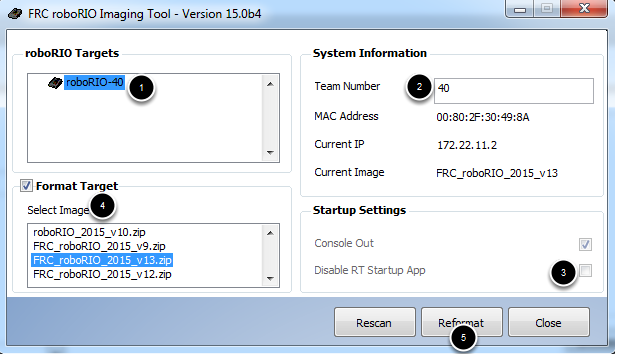 FRC roboRIO Imaging Tool - Version 15.0b4
roboRIO Targets
roboRIO-40
1
Format Target
Select Image
4
roboRIO_2015_v10.zip
FRC_roboRIO_2015_v9.zip
FRC_roboRIO_2015_v13.zip
FRC_roboRIO_2015_v12.zip
System Information
Team Number 2 40
MAC Address 00:80:2F:30:49:8A
Current IP 172.22.11.2
Current Image FRC_roboRIO_2015_v13
Startup Settings
Console Out
Disable RT Startup App 3
Rescan Reformat Close
5